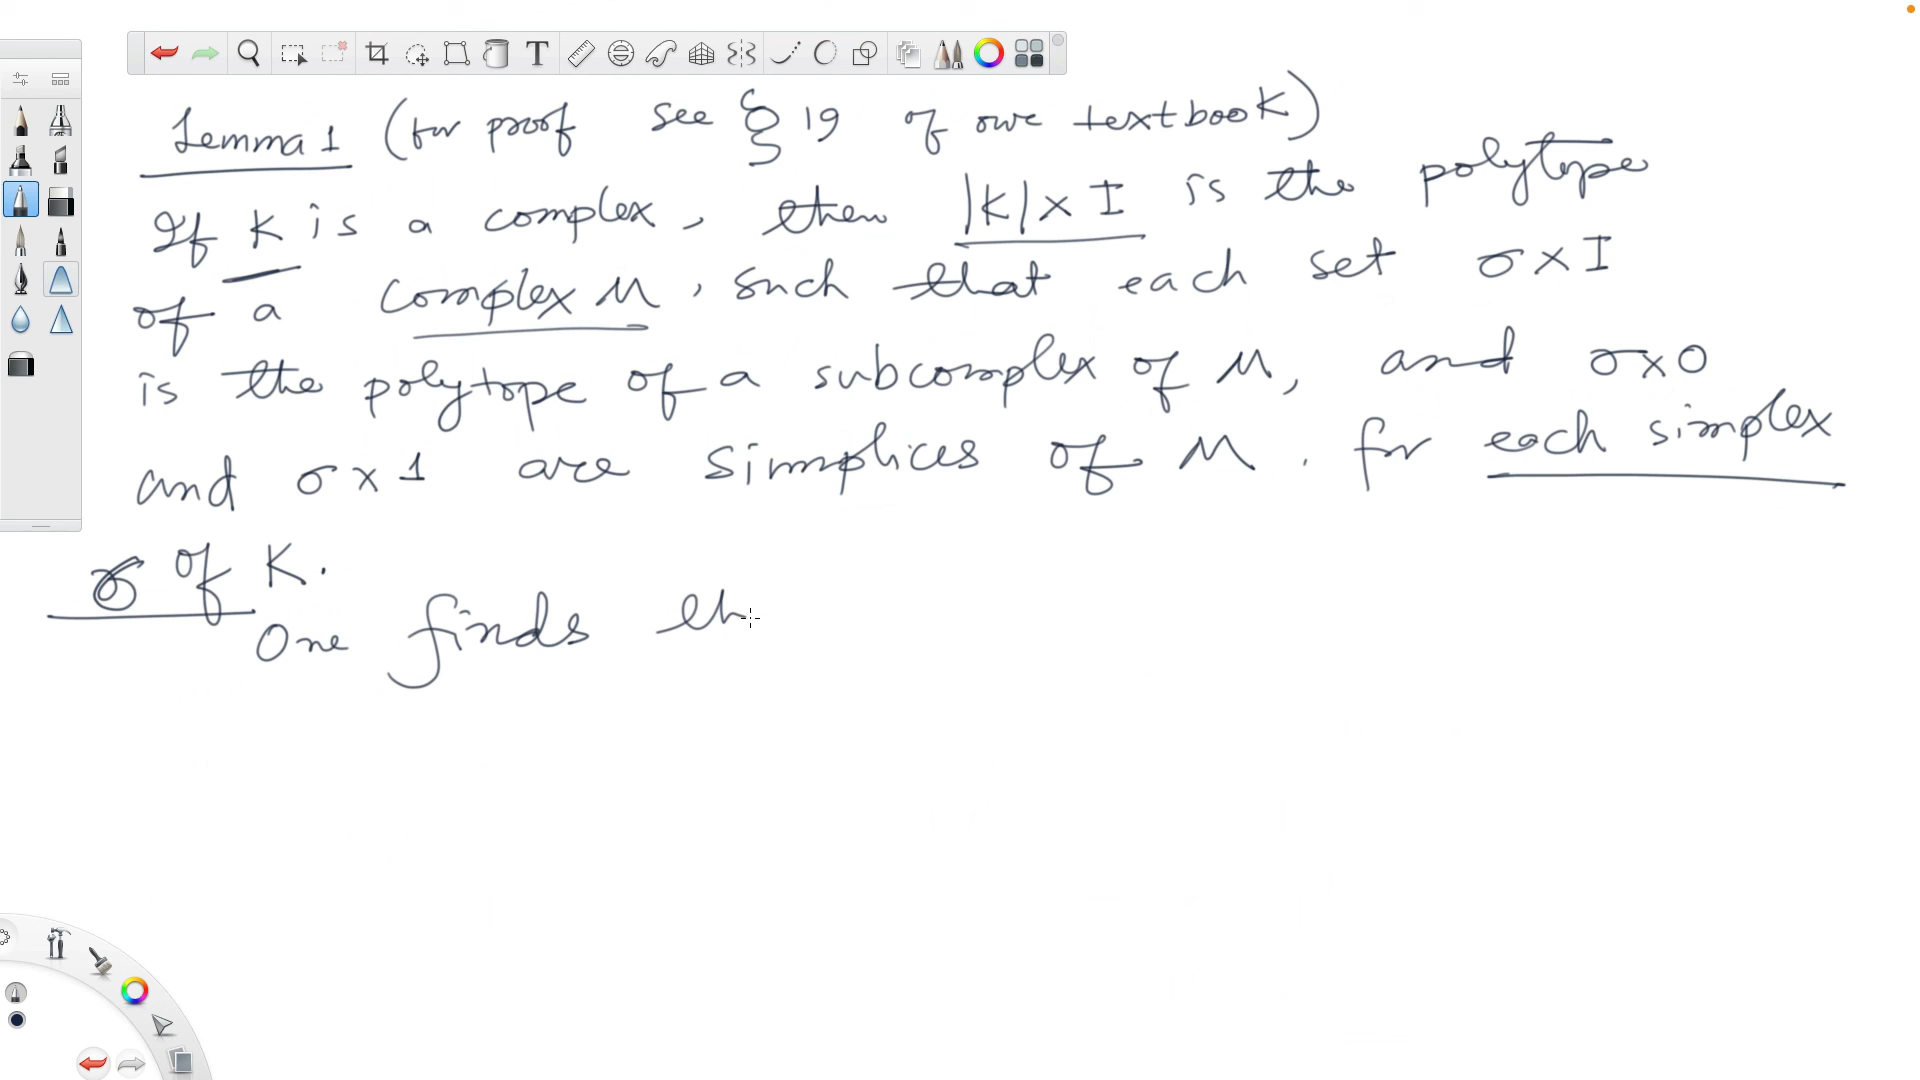 Lemma 1 (for proof see § 19 of our textbook)
If K is a complex, then |K| x I is the polytope
of a complex M, such that each set σ x I
is the polytope of a subcomplex of M, and σ x 0
and σ x 1 are simplices of M. for each simplex
σ of K.
One finds th